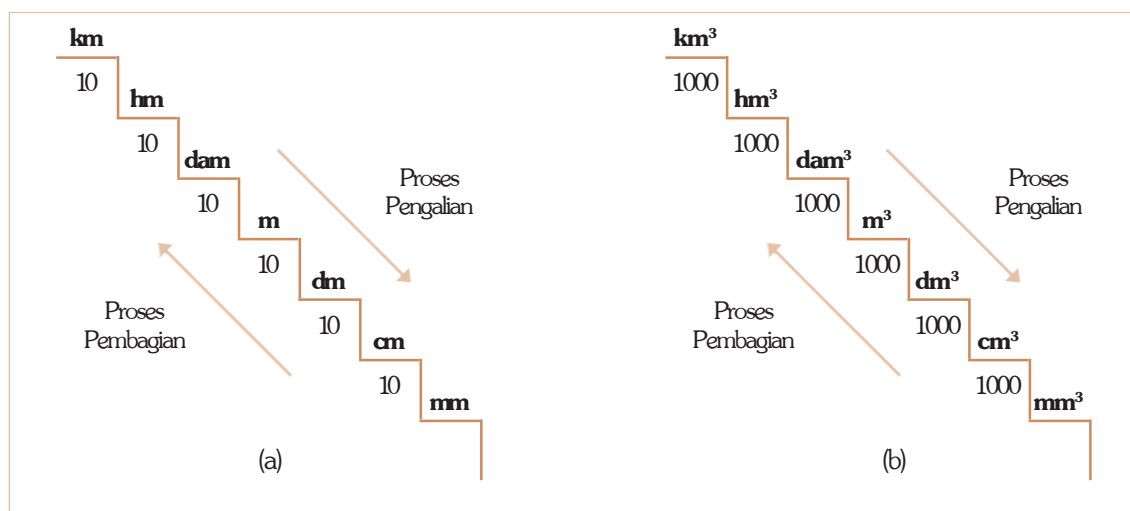 km
10
hm
10
dam
10
m
10
dm
10
cm
10
mm
Proses
Pengalian
Proses
Pembagian
(a)
km³
1000
hm³
1000
dam³
1000
m³
1000
dm³
1000
cm³
1000
mm³
Proses
Pengalian
Proses
Pembagian
(b)